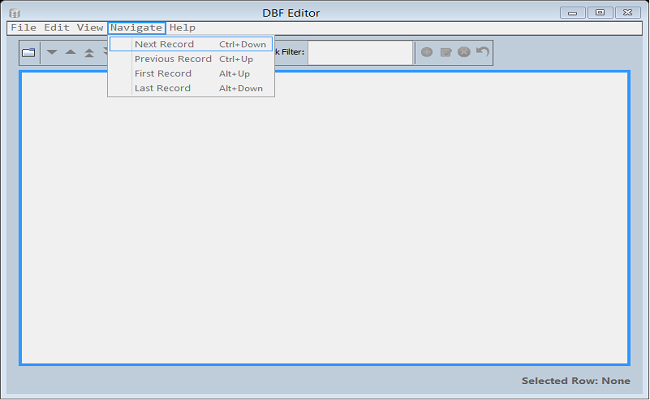 DBF Editor
File Edit View Navigate Help
Next Record Ctrl+Down
Previous Record Ctrl+Up
First Record Alt+Up
Last Record Alt+Down
k Filter:
Selected Row: None